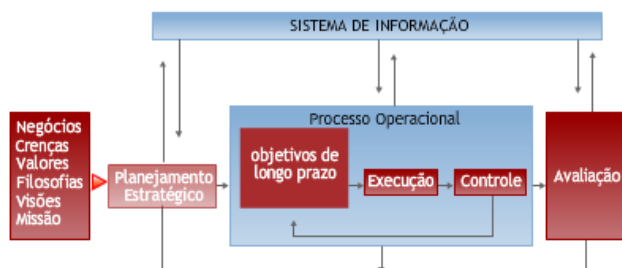 SISTEMA DE INFORMAÇÃO
Negócios
Crenças
Valores
Filosofias
Visões
Missão
Planejamento
Estratégico
Processo Operacional
objetivos de
longo prazo
Execução
Controle
Avaliação